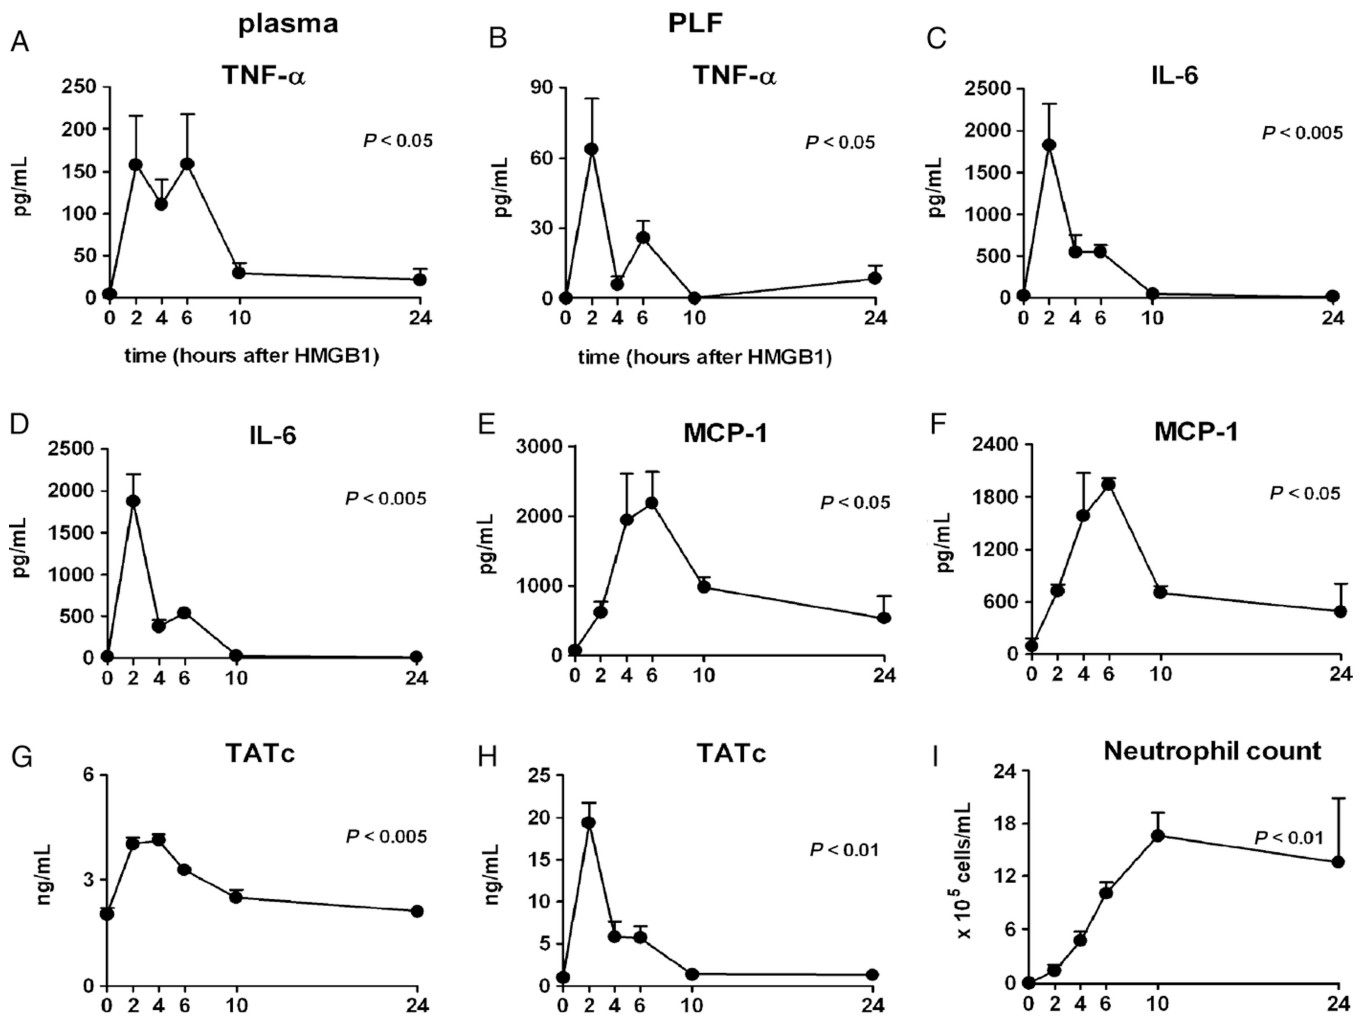 plasma
PLF
A
TNF-α
250
200
150
100
50
0
pg/mL
P < 0.05
0 2 4 6 10 24
time (hours after HMGB1)
B
TNF-α
90
60
30
0
pg/mL
P < 0.05
0 2 4 6 10 24
time (hours after HMGB1)
C
IL-6
2500
2000
1500
1000
500
0
pg/mL
P < 0.005
0 2 4 6 10 24
D
IL-6
2500
2000
1500
1000
500
0
pg/mL
P < 0.005
0 2 4 6 10 24
E
MCP-1
3000
2000
1000
0
pg/mL
P < 0.05
0 2 4 6 10 24
F
MCP-1
2400
1800
1200
600
0
pg/mL
P < 0.05
0 2 4 6 10 24
G
TATc
6
3
0
ng/mL
P < 0.005
0 2 4 6 10 24
H
TATc
25
20
15
10
5
0
ng/mL
P < 0.01
0 2 4 6 10 24
I
Neutrophil count
24
18
12
6
0
x 10⁵ cells/mL
P < 0.01
0 2 4 6 10 24